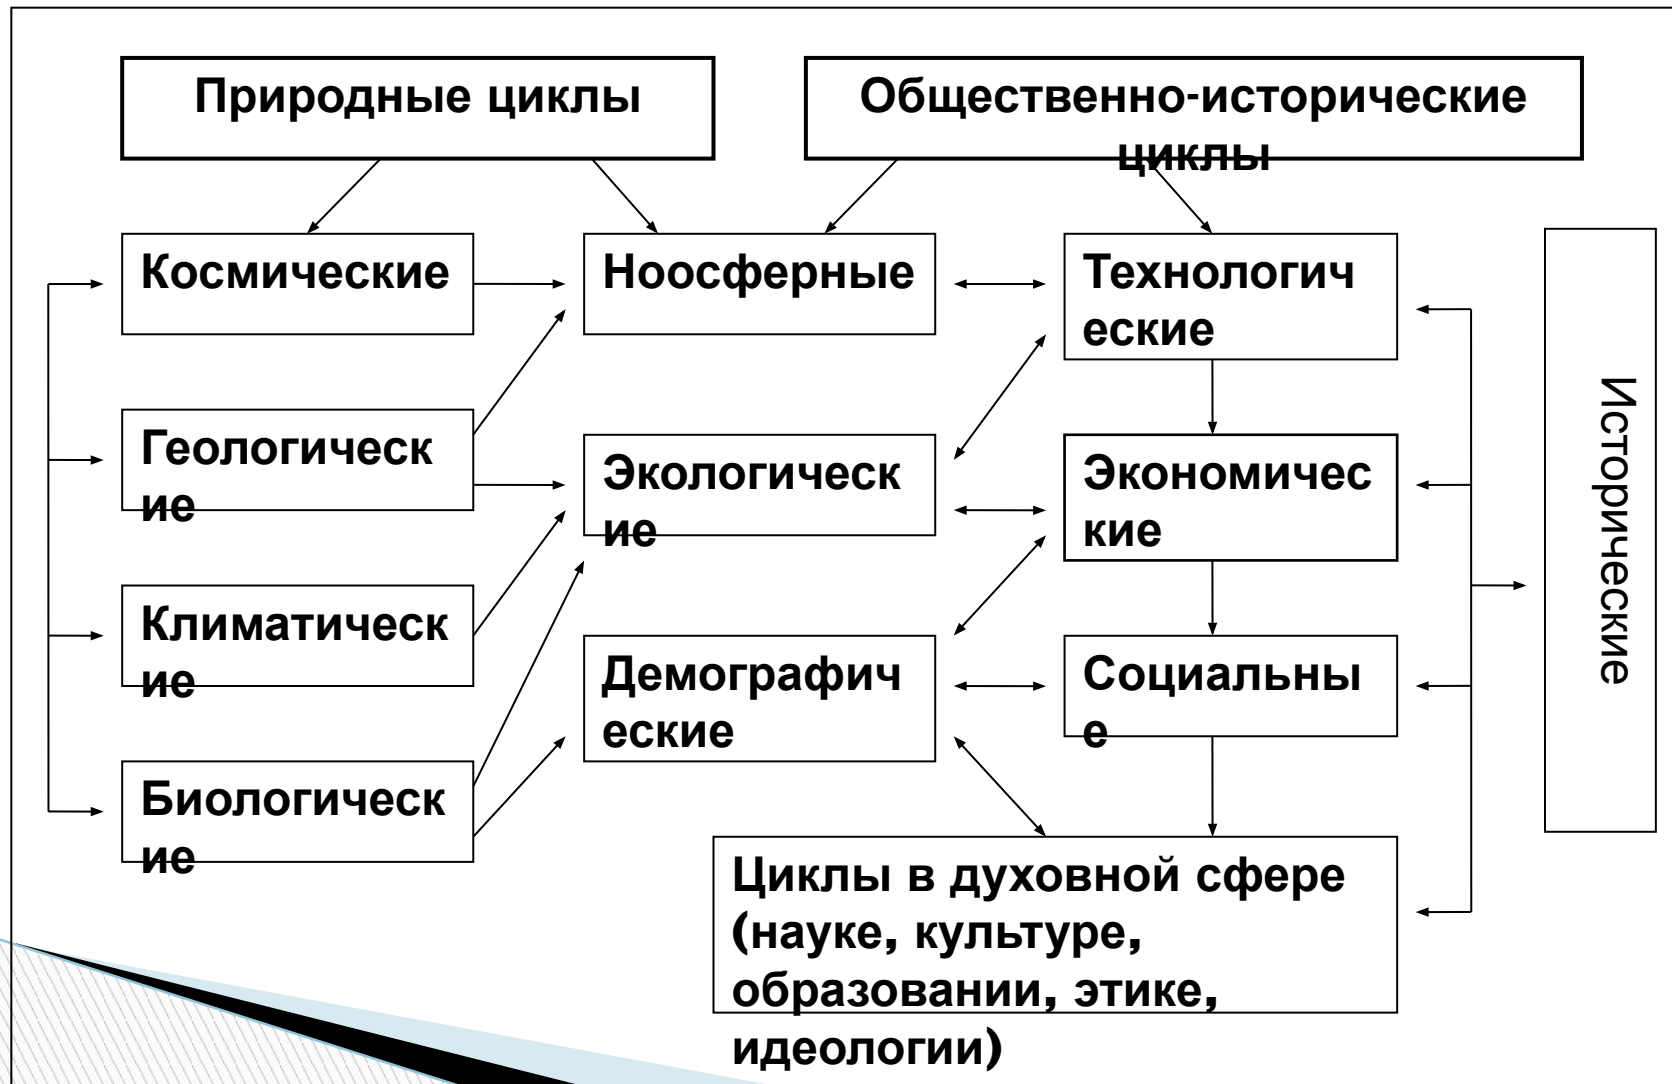 Природные циклы
Общественно-исторические
циклы
Космические
Ноосферные
Технологич
еские
Геологическ
ие
Экологическ
ие
Экономичес
кие
Климатическ
ие
Демографич
еские
Социальны
е
Биологическ
ие
Циклы в духовной сфере
(науке, культуре,
образовании, этике,
идеологии)
Исторические